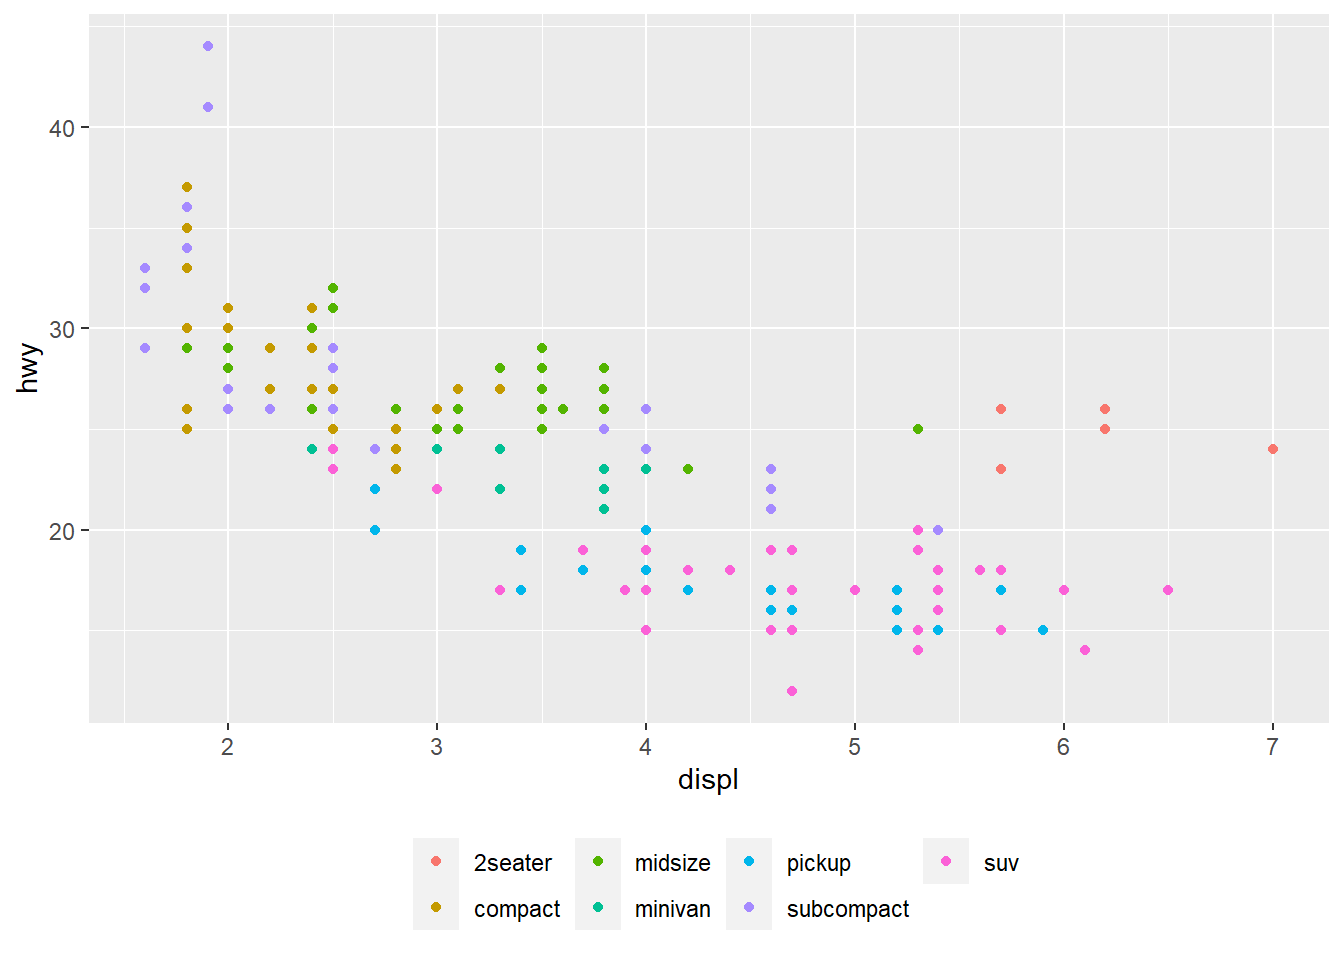 40
30
20
hwy
2 3 4 5 6 7
displ
2seater midsize pickup suv
compact minivan subcompact